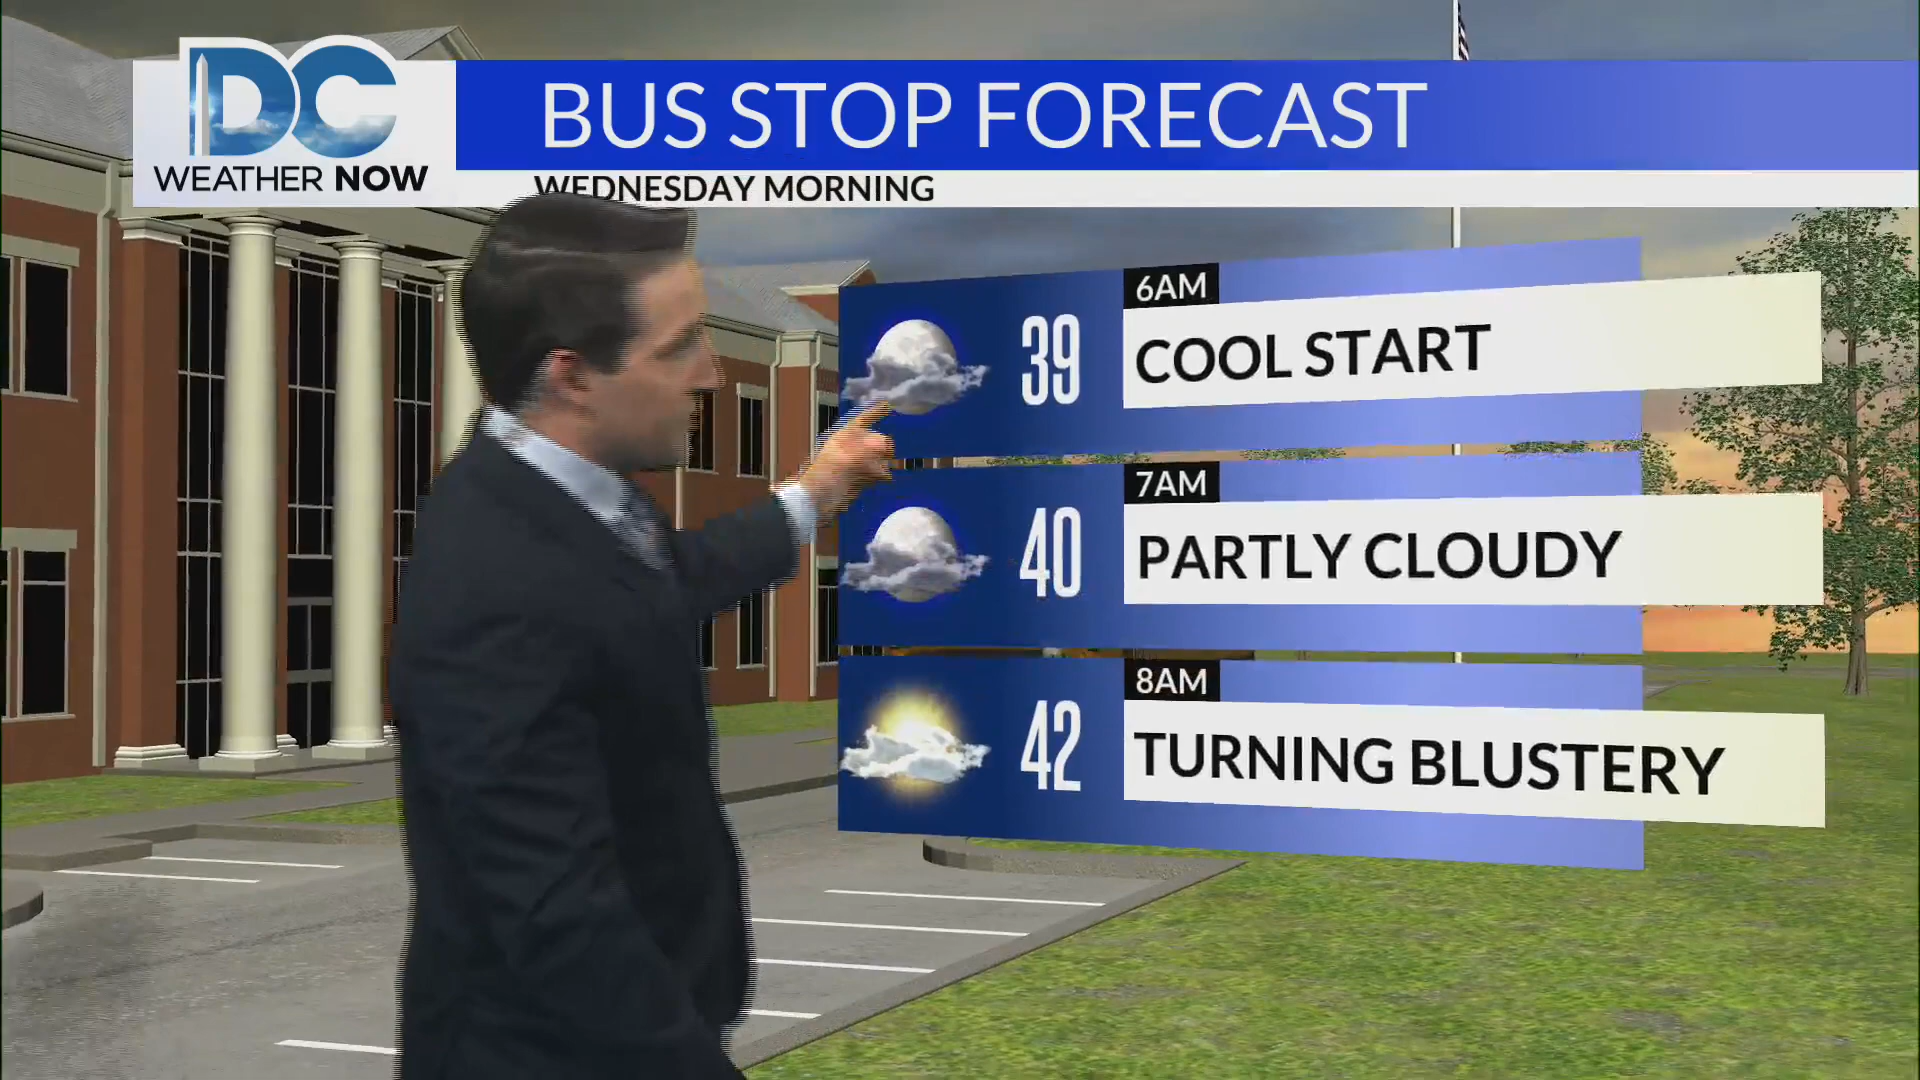 DC
WEATHER NOW
BUS STOP FORECAST
WEDNESDAY MORNING
39
6AM
COOL START
40
7AM
PARTLY CLOUDY
42
8AM
TURNING BLUSTERY